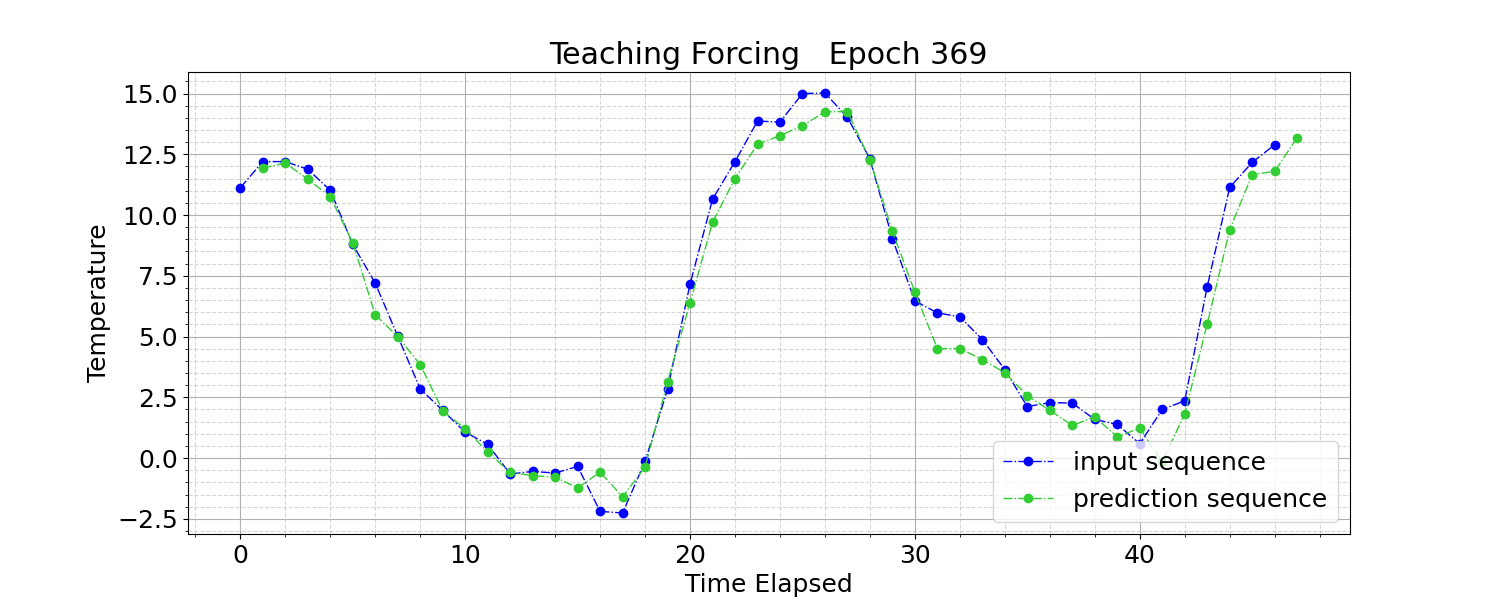 Teaching Forcing   Epoch 369
15.0
12.5
10.0
7.5
5.0
2.5
0.0
−2.5
Temperature
input sequence
prediction sequence
0 10 20 30 40
Time Elapsed